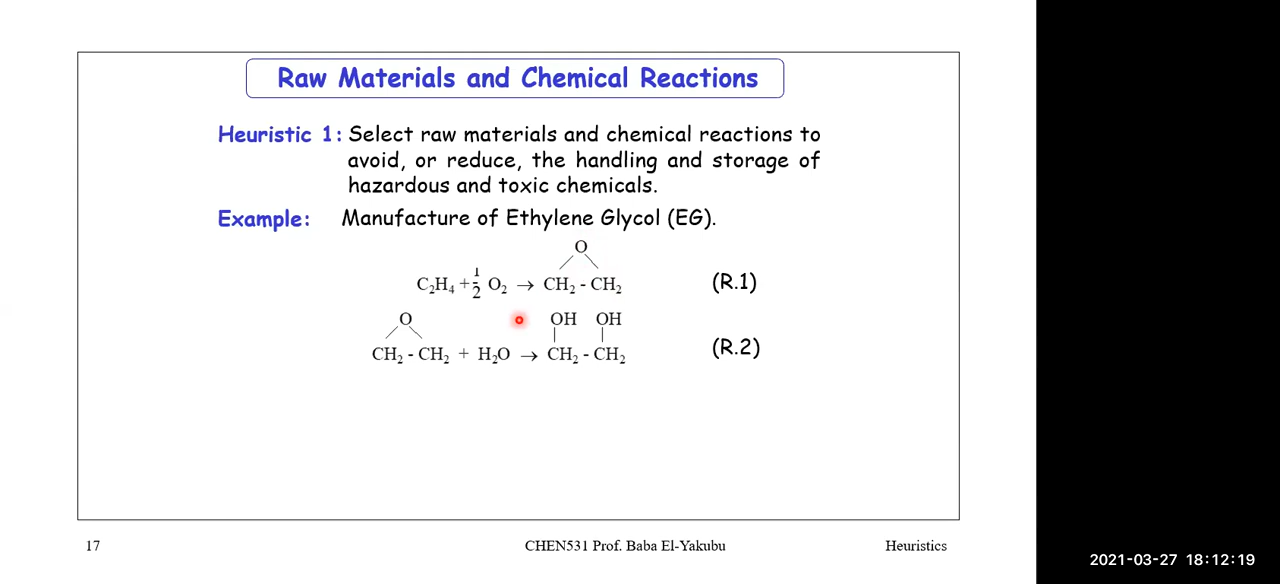 Raw Materials and Chemical Reactions
Heuristic 1: Select raw materials and chemical reactions to
avoid, or reduce, the handling and storage of
hazardous and toxic chemicals.
Example: Manufacture of Ethylene Glycol (EG).
O
C₂H₄ + 1/2 O₂ → CH₂ - CH₂ (R.1)
O OH OH
CH₂ - CH₂ + H₂O → CH₂ - CH₂ (R.2)
17 CHEN531 Prof. Baba El-Yakubu Heuristics
2021-03-27 18:12:19